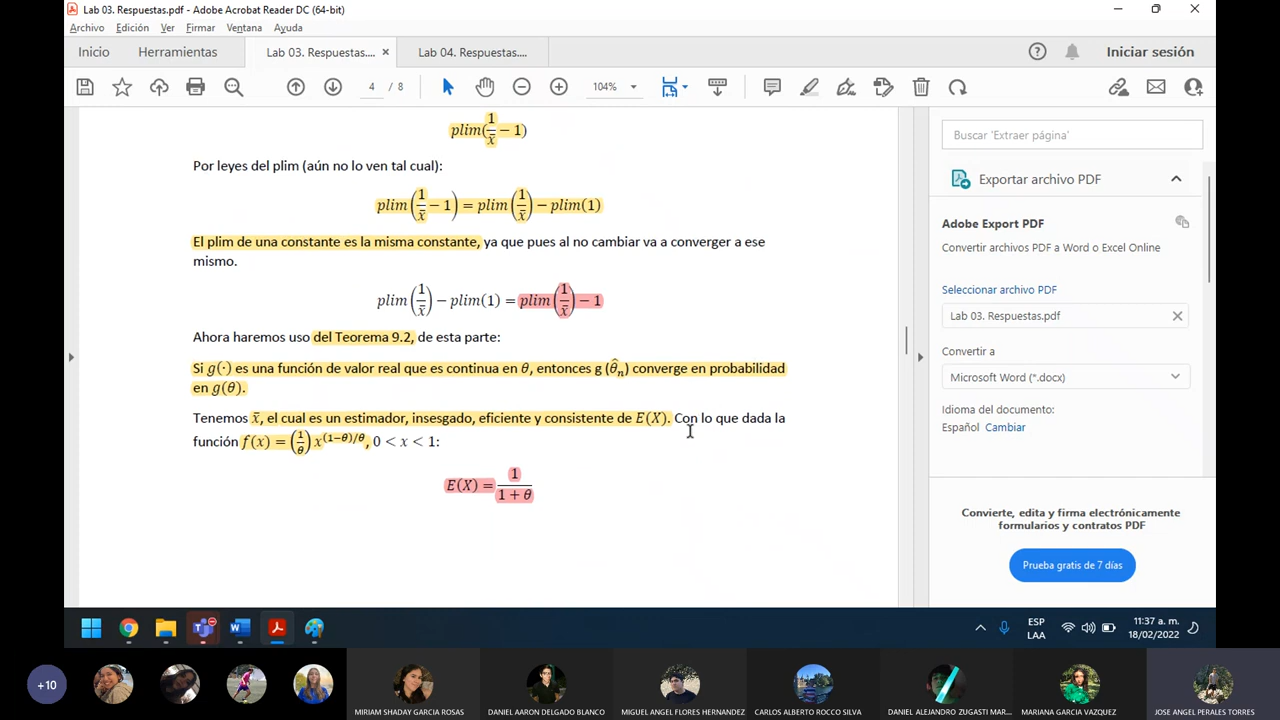 Lab 03. Respuestas.pdf - Adobe Acrobat Reader DC (64-bit)
Archivo Edición Ver Firmar Ventana Ayuda
Inicio Herramientas Lab 03. Respuestas.... × Lab 04. Respuestas.... Iniciar sesión
4 / 8 104%
plim(1/x̄ − 1)
Por leyes del plim (aún no lo ven tal cual):
plim(1/x̄ − 1) = plim(1/x̄) − plim(1)
El plim de una constante es la misma constante, ya que pues al no cambiar va a converger a ese
mismo.
plim(1/x̄) − plim(1) = plim(1/x̄) − 1
Ahora haremos uso del Teorema 9.2, de esta parte:
Si g(·) es una función de valor real que es continua en θ, entonces g (θ̂n) converge en probabilidad
en g(θ).
Tenemos x̄, el cual es un estimador, insesgado, eficiente y consistente de E(X). Con lo que dada la
función f(x) = (1/θ) x^(1−θ)/θ, 0 < x < 1:
E(X) = 1/(1 + θ)
Buscar 'Extraer página'
Exportar archivo PDF
Adobe Export PDF
Convertir archivos PDF a Word o Excel Online
Seleccionar archivo PDF
Lab 03. Respuestas.pdf
Convertir a
Microsoft Word (*.docx)
Idioma del documento:
Español Cambiar
Convierte, edita y firma electrónicamente
formularios y contratos PDF
Prueba gratis de 7 días
ESP
LAA
11:37 a. m.
18/02/2022
+10
MIRIAM SHADAY GARCIA ROSAS
DANIEL AARON DELGADO BLANCO
MIGUEL ANGEL FLORES HERNANDEZ
CARLOS ALBERTO ROCCO SILVA
DANIEL ALEJANDRO ZUGASTI MAR...
MARIANA GARCIA VAZQUEZ
JOSE ANGEL PERALES TORRES